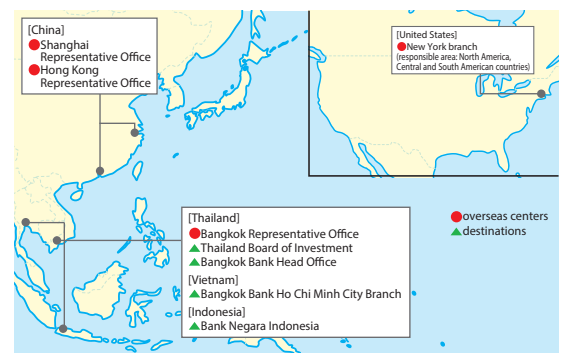 [China]
●Shanghai
Representative Office
●Hong Kong
Representative Office
[United States]
●New York branch
(responsible area: North America,
Central and South American countries)
[Thailand]
●Bangkok Representative Office
▲Thailand Board of Investment
▲Bangkok Bank Head Office
[Vietnam]
▲Bangkok Bank Ho Chi Minh City Branch
[Indonesia]
▲Bank Negara Indonesia
●overseas centers
▲destinations